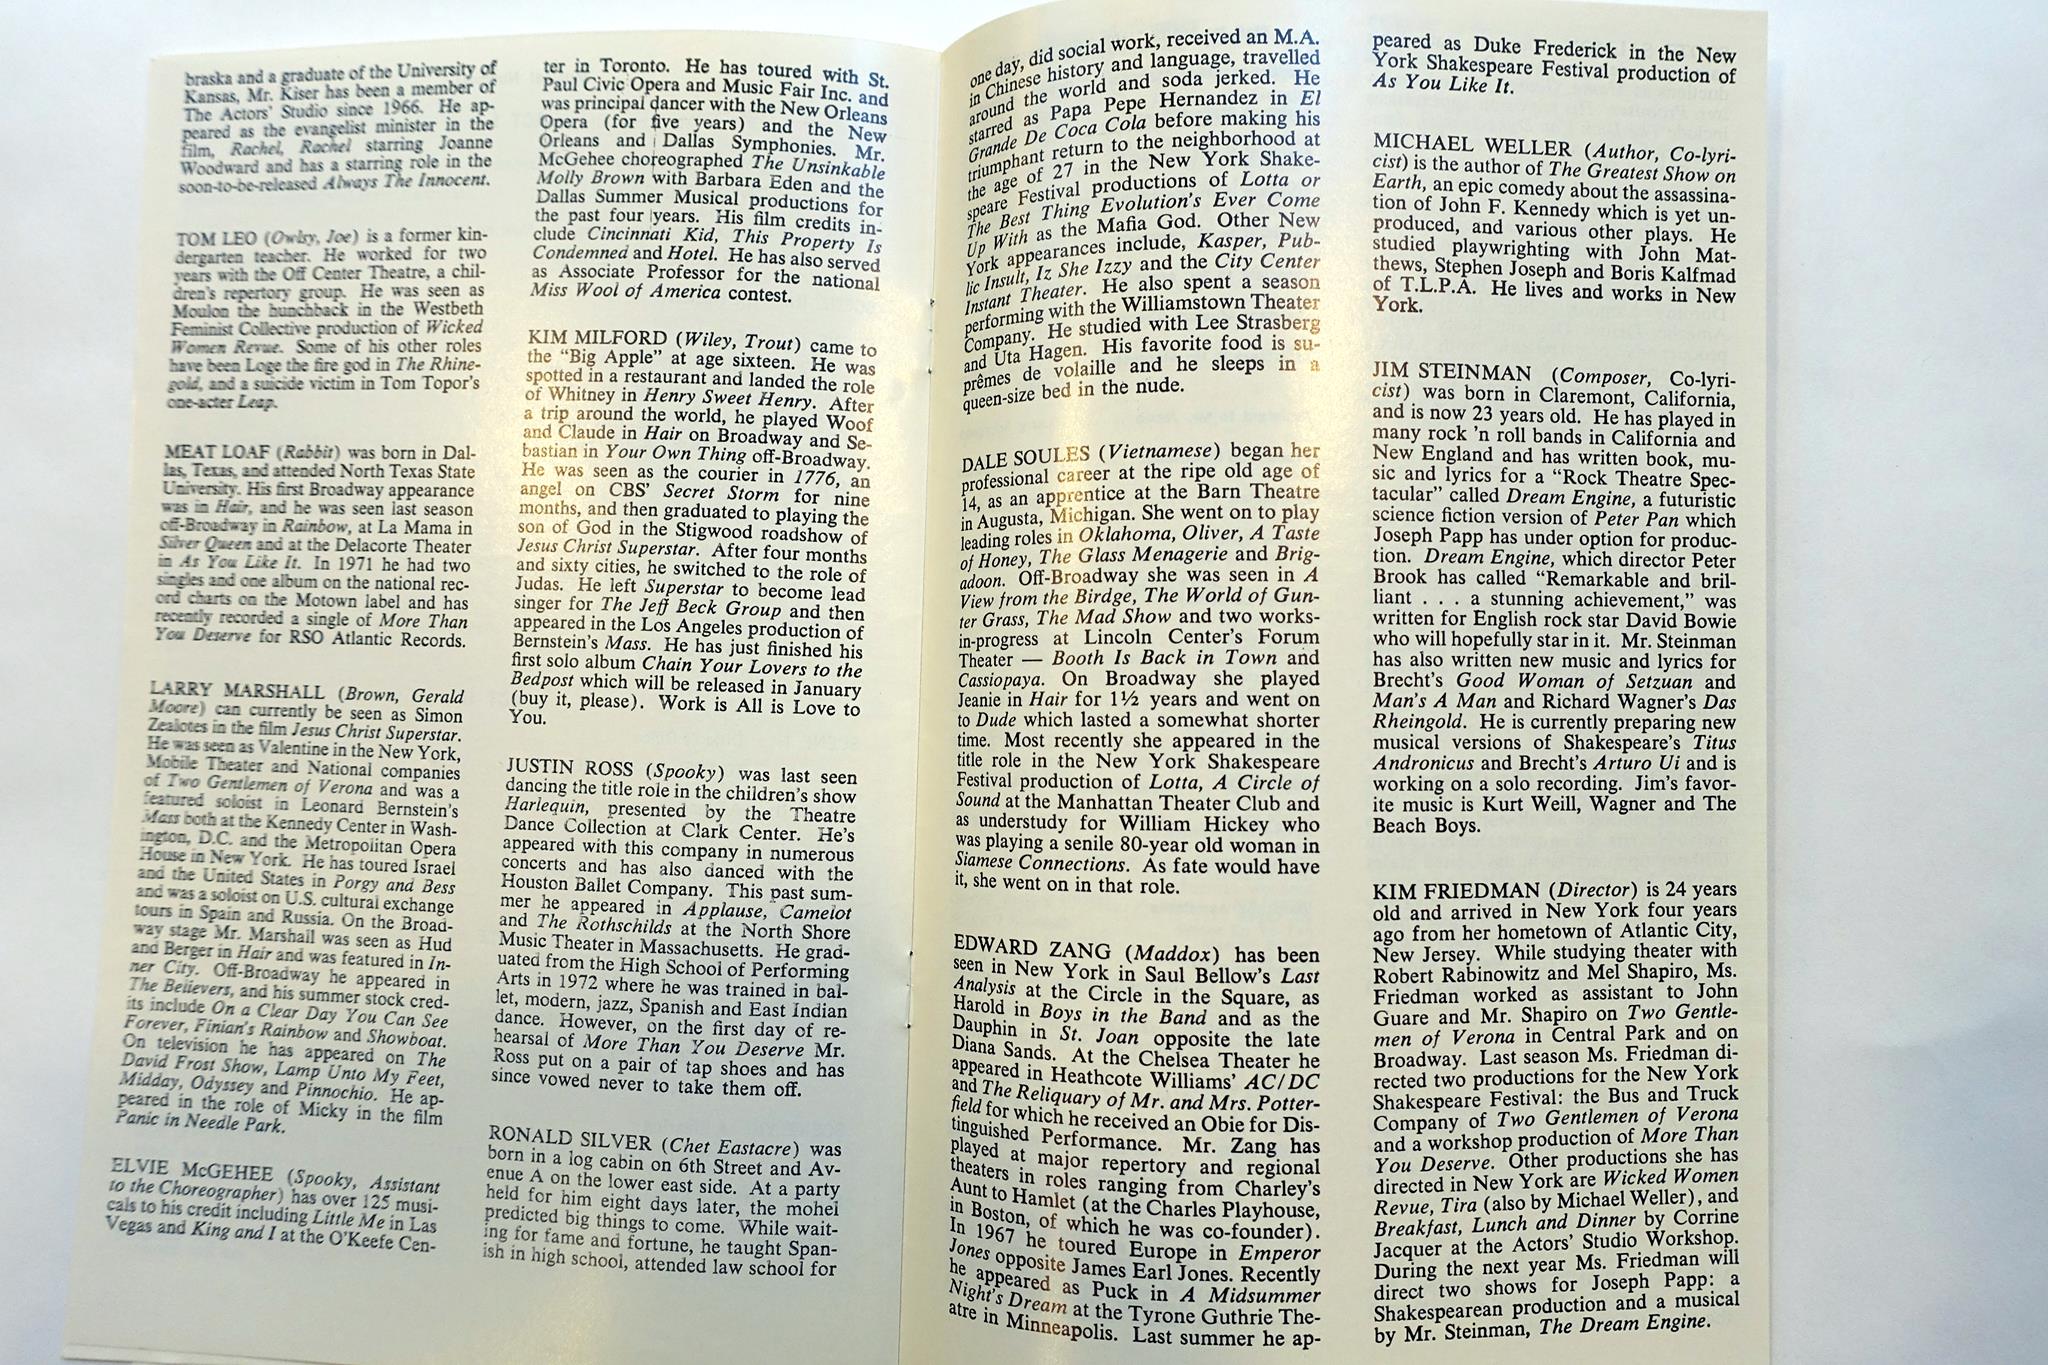 braska and a graduate of the University of
Kansas, Mr. Kiser has been a member of
The Actors' Studio since 1966. He ap-
peared as the evangelist minister in the
film, Rachel, Rachel starring Joanne
Woodward and has a starring role in the
soon-to-be-released Always The Innocent.
TOM LEO (Owlsy, Joe) is a former kin-
dergarten teacher. He worked for two
years with the Off Center Theatre, a chil-
dren's repertory group. He was seen as
Moulon the hunchback in the Westbeth
Feminist Collective production of Wicked
Women Revue. Some of his other roles
have been Loge the fire god in The Rhine-
gold, and a suicide victim in Tom Topor's
one-acter Leap.
MEAT LOAF (Rabbit) was born in Dal-
las, Texas, and attended North Texas State
University. His first Broadway appearance
was in Hair, and he was seen last season
off-Broadway in Rainbow, at La Mama in
Silver Queen and at the Delacorte Theater
in As You Like It. In 1971 he had two
singles and one album on the national rec-
ord charts on the Motown label and has
recently recorded a single of More Than
You Deserve for RSO Atlantic Records.
LARRY MARSHALL (Brown, Gerald
Moore) can currently be seen as Simon
Zealotes in the film Jesus Christ Superstar.
He was seen as Valentine in the New York,
Mobile Theater and National companies
of Two Gentlemen of Verona and was a
featured soloist in Leonard Bernstein's
Mass both at the Kennedy Center in Wash-
ington, D.C. and the Metropolitan Opera
House in New York. He has toured Israel
and the United States in Porgy and Bess
and was a soloist on U.S. cultural exchange
tours in Spain and Russia. On the Broad-
way stage Mr. Marshall was seen as Hud
and Berger in Hair and was featured in In-
ner City. Off-Broadway he appeared in
The Believers, and his summer stock cred-
its include On a Clear Day You Can See
Forever, Finian's Rainbow and Showboat.
On television he has appeared on The
David Frost Show, Lamp Unto My Feet,
Midday, Odyssey and Pinnochio. He ap-
peared in the role of Micky in the film
Panic in Needle Park.
ELVIE McGEHEE (Spooky, Assistant
to the Choreographer) has over 125 musi-
cals to his credit including Little Me in Las
Vegas and King and I at the O'Keefe Cen-
ter in Toronto. He has toured with St.
Paul Civic Opera and Music Fair Inc. and
was principal dancer with the New Orleans
Opera (for five years) and the New
Orleans and Dallas Symphonies. Mr.
McGehee choreographed The Unsinkable
Molly Brown with Barbara Eden and the
Dallas Summer Musical productions for
the past four years. His film credits in-
clude Cincinnati Kid, This Property Is
Condemned and Hotel. He has also served
as Associate Professor for the national
Miss Wool of America contest.
KIM MILFORD (Wiley, Trout) came to
the "Big Apple" at age sixteen. He was
spotted in a restaurant and landed the role
of Whitney in Henry Sweet Henry. After
a trip around the world, he played Woof
and Claude in Hair on Broadway and Se-
bastian in Your Own Thing off-Broadway.
He was seen as the courier in 1776, an
angel on CBS' Secret Storm for nine
months, and then graduated to playing the
son of God in the Stigwood roadshow of
Jesus Christ Superstar. After four months
and sixty cities, he switched to the role of
Judas. He left Superstar to become lead
singer for The Jeff Beck Group and then
appeared in the Los Angeles production of
Bernstein's Mass. He has just finished his
first solo album Chain Your Lovers to the
Bedpost which will be released in January
(buy it, please). Work is All is Love to
You.
JUSTIN ROSS (Spooky) was last seen
dancing the title role in the children's show
Harlequin, presented by the Theatre
Dance Collection at Clark Center. He's
appeared with this company in numerous
concerts and has also danced with the
Houston Ballet Company. This past sum-
mer he appeared in Applause, Camelot
and The Rothschilds at the North Shore
Music Theater in Massachusetts. He grad-
uated from the High School of Performing
Arts in 1972 where he was trained in bal-
let, modern, jazz, Spanish and East Indian
dance. However, on the first day of re-
hearsal of More Than You Deserve Mr.
Ross put on a pair of tap shoes and has
since vowed never to take them off.
RONALD SILVER (Chet Eastacre) was
born in a log cabin on 6th Street and Av-
enue A on the lower east side. At a party
held for him eight days later, the mohel
predicted big things to come. While wait-
ing for fame and fortune, he taught Span-
ish in high school, attended law school for
one day, did social work, received an M.A.
in Chinese history and language, travelled
around the world and soda jerked. He
starred as Papa Pepe Hernandez in El
Grande De Coca Cola before making his
triumphant return to the neighborhood at
the age of 27 in the New York Shake-
speare Festival productions of Lotta or
The Best Thing Evolution's Ever Come
Up With as the Mafia God. Other New
York appearances include, Kasper, Pub-
lic Insult, Iz She Izzy and the City Center
Instant Theater. He also spent a season
performing with the Williamstown Theater
Company. He studied with Lee Strasberg
and Uta Hagen. His favorite food is su-
prêmes de volaille and he sleeps in a
queen-size bed in the nude.
DALE SOULES (Vietnamese) began her
professional career at the ripe old age of
14, as an apprentice at the Barn Theatre
in Augusta, Michigan. She went on to play
leading roles in Oklahoma, Oliver, A Taste
of Honey, The Glass Menagerie and Brig-
adoon. Off-Broadway she was seen in A
View from the Birdge, The World of Gun-
ter Grass, The Mad Show and two works-
in-progress at Lincoln Center's Forum
Theater — Booth Is Back in Town and
Cassiopaya. On Broadway she played
Jeanie in Hair for 1½ years and went on
to Dude which lasted a somewhat shorter
time. Most recently she appeared in the
title role in the New York Shakespeare
Festival production of Lotta, A Circle of
Sound at the Manhattan Theater Club and
as understudy for William Hickey who
was playing a senile 80-year old woman in
Siamese Connections. As fate would have
it, she went on in that role.
EDWARD ZANG (Maddox) has been
seen in New York in Saul Bellow's Last
Analysis at the Circle in the Square, as
Harold in Boys in the Band and as the
Dauphin in St. Joan opposite the late
Diana Sands. At the Chelsea Theater he
appeared in Heathcote Williams' AC/DC
and The Reliquary of Mr. and Mrs. Potter-
field for which he received an Obie for Dis-
tinguished Performance. Mr. Zang has
played at major repertory and regional
theaters in roles ranging from Charley's
Aunt to Hamlet (at the Charles Playhouse,
in Boston, of which he was co-founder).
In 1967 he toured Europe in Emperor
Jones opposite James Earl Jones. Recently
he appeared as Puck in A Midsummer
Night's Dream at the Tyrone Guthrie The-
atre in Minneapolis. Last summer he ap-
peared as Duke Frederick in the New
York Shakespeare Festival production of
As You Like It.
MICHAEL WELLER (Author, Co-lyri-
cist) is the author of The Greatest Show on
Earth, an epic comedy about the assassina-
tion of John F. Kennedy which is yet un-
produced, and various other plays. He
studied playwrighting with John Mat-
thews, Stephen Joseph and Boris Kalfmad
of T.L.P.A. He lives and works in New
York.
JIM STEINMAN (Composer, Co-lyri-
cist) was born in Claremont, California,
and is now 23 years old. He has played in
many rock 'n roll bands in California and
New England and has written book, mu-
sic and lyrics for a "Rock Theatre Spec-
tacular" called Dream Engine, a futuristic
science fiction version of Peter Pan which
Joseph Papp has under option for produc-
tion. Dream Engine, which director Peter
Brook has called "Remarkable and bril-
liant . . . a stunning achievement," was
written for English rock star David Bowie
who will hopefully star in it. Mr. Steinman
has also written new music and lyrics for
Brecht's Good Woman of Setzuan and
Man's A Man and Richard Wagner's Das
Rheingold. He is currently preparing new
musical versions of Shakespeare's Titus
Andronicus and Brecht's Arturo Ui and is
working on a solo recording. Jim's favor-
ite music is Kurt Weill, Wagner and The
Beach Boys.
KIM FRIEDMAN (Director) is 24 years
old and arrived in New York four years
ago from her hometown of Atlantic City,
New Jersey. While studying theater with
Robert Rabinowitz and Mel Shapiro, Ms.
Friedman worked as assistant to John
Guare and Mr. Shapiro on Two Gentle-
men of Verona in Central Park and on
Broadway. Last season Ms. Friedman di-
rected two productions for the New York
Shakespeare Festival: the Bus and Truck
Company of Two Gentlemen of Verona
and a workshop production of More Than
You Deserve. Other productions she has
directed in New York are Wicked Women
Revue, Tira (also by Michael Weller), and
Breakfast, Lunch and Dinner by Corrine
Jacquer at the Actors' Studio Workshop.
During the next year Ms. Friedman will
direct two shows for Joseph Papp: a
Shakespearean production and a musical
by Mr. Steinman, The Dream Engine.